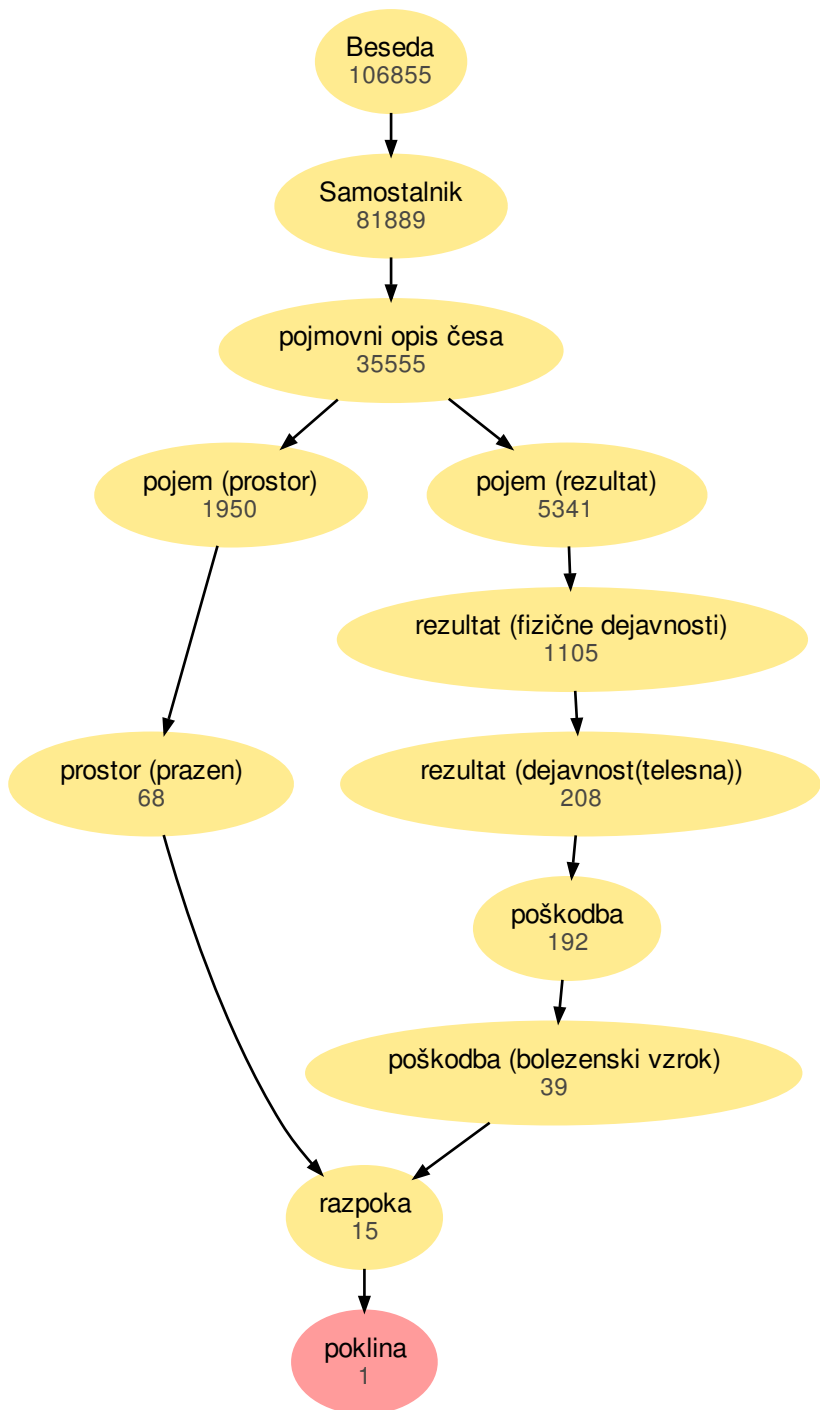 Beseda
106855
Samostalnik
81889
pojmovni opis česa
35555
pojem (prostor)
1950
pojem (rezultat)
5341
rezultat (fizične dejavnosti)
1105
prostor (prazen)
68
rezultat (dejavnost(telesna))
208
poškodba
192
poškodba (bolezenski vzrok)
39
razpoka
15
poklina
1